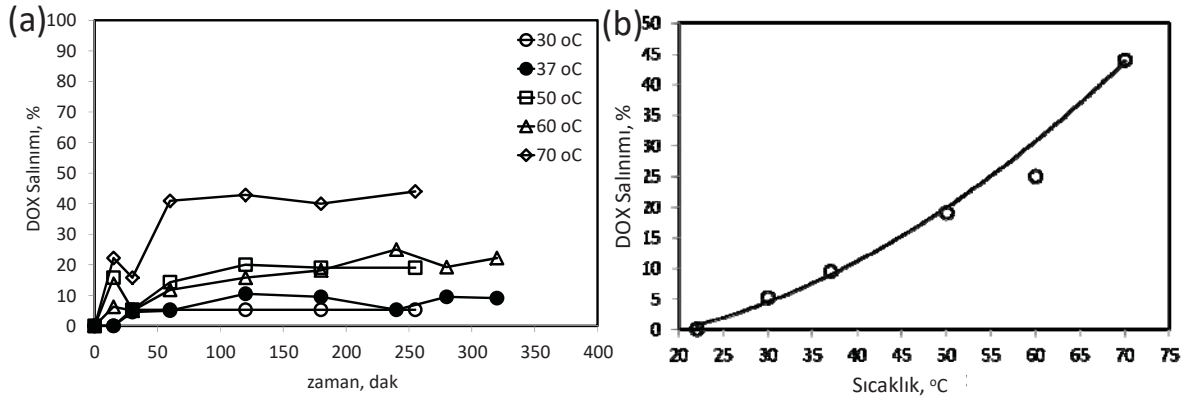 (a)
DOX Salınımı, %
100
90
80
70
60
50
40
30
20
10
0
0 50 100 150 200 250 300 350 400
zaman, dak
30 oC
37 oC
50 oC
60 oC
70 oC
(b)
DOX Salınımı, %
50
45
40
35
30
25
20
15
10
5
0
20 25 30 35 40 45 50 55 60 65 70 75
Sıcaklık, °C